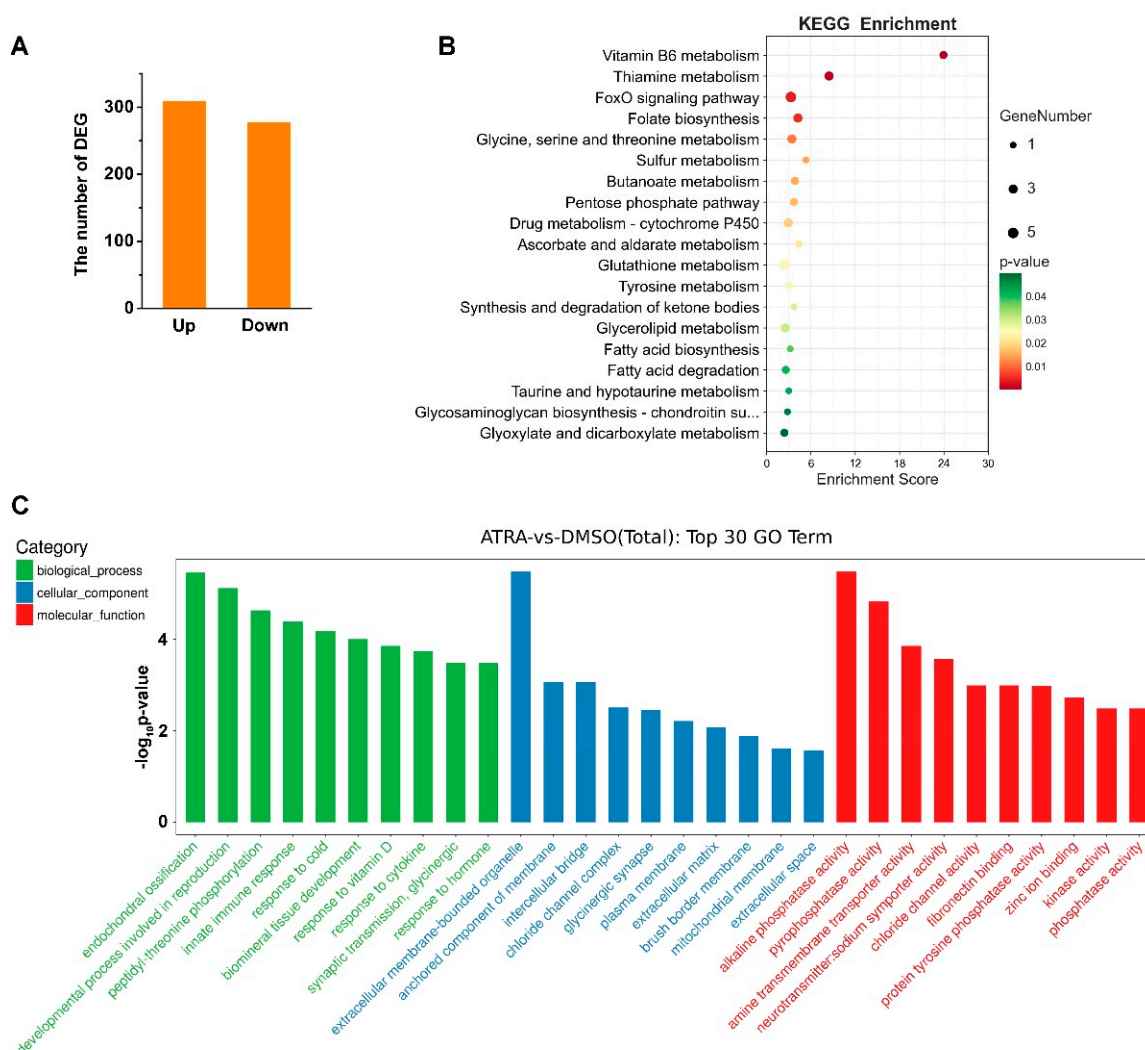 A
The number of DEG
300
200
100
0
Up
Down
B
KEGG Enrichment
Vitamin B6 metabolism
Thiamine metabolism
FoxO signaling pathway
Folate biosynthesis
Glycine, serine and threonine metabolism
Sulfur metabolism
Butanoate metabolism
Pentose phosphate pathway
Drug metabolism - cytochrome P450
Ascorbate and aldarate metabolism
Glutathione metabolism
Tyrosine metabolism
Synthesis and degradation of ketone bodies
Glycerolipid metabolism
Fatty acid biosynthesis
Fatty acid degradation
Taurine and hypotaurine metabolism
Glycosaminoglycan biosynthesis - chondroitin su...
Glyoxylate and dicarboxylate metabolism
0 6 12 18 24 30
Enrichment Score
GeneNumber
1
3
5
p-value
0.04
0.03
0.02
0.01
C
ATRA-vs-DMSO(Total): Top 30 GO Term
Category
biological_process
cellular_component
molecular_function
-log₁₀p-value
4
2
0
endochondral ossification
developmental process involved in reproduction
peptidyl-threonine phosphorylation
innate immune response
response to cold
biomineral tissue development
response to vitamin D
response to cytokine
synaptic transmission, glycinergic
response to hormone
extracellular membrane-bounded organelle
anchored component of membrane
intercellular bridge
chloride channel complex
glycinergic synapse
plasma membrane
extracellular matrix
brush border membrane
mitochondrial membrane
extracellular space
alkaline phosphatase activity
pyrophosphatase activity
amine transmembrane transporter activity
neurotransmitter:sodium symporter activity
chloride channel activity
fibronectin binding
protein tyrosine phosphatase activity
zinc ion binding
kinase activity
phosphatase activity